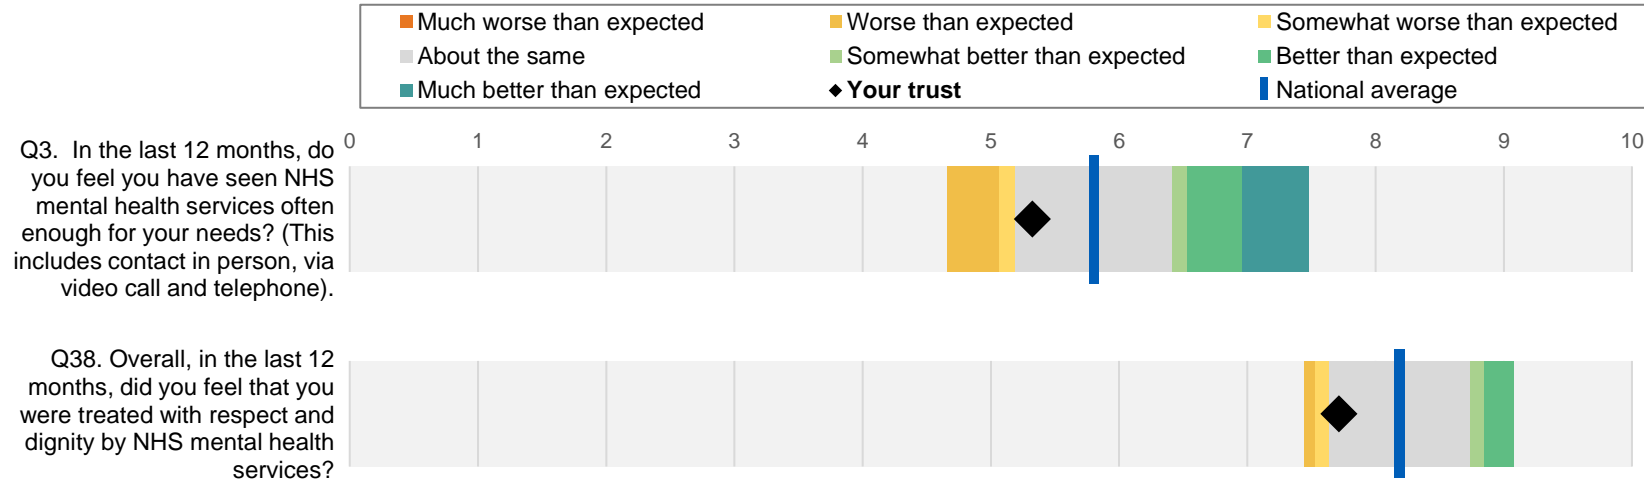 Much worse than expected
Worse than expected
Somewhat worse than expected
About the same
Somewhat better than expected
Better than expected
Much better than expected
Your trust
National average
0 1 2 3 4 5 6 7 8 9 10
Q3.  In the last 12 months, do
you feel you have seen NHS
mental health services often
enough for your needs? (This
includes contact in person, via
video call and telephone).
Q38. Overall, in the last 12
months, did you feel that you
were treated with respect and
dignity by NHS mental health
services?